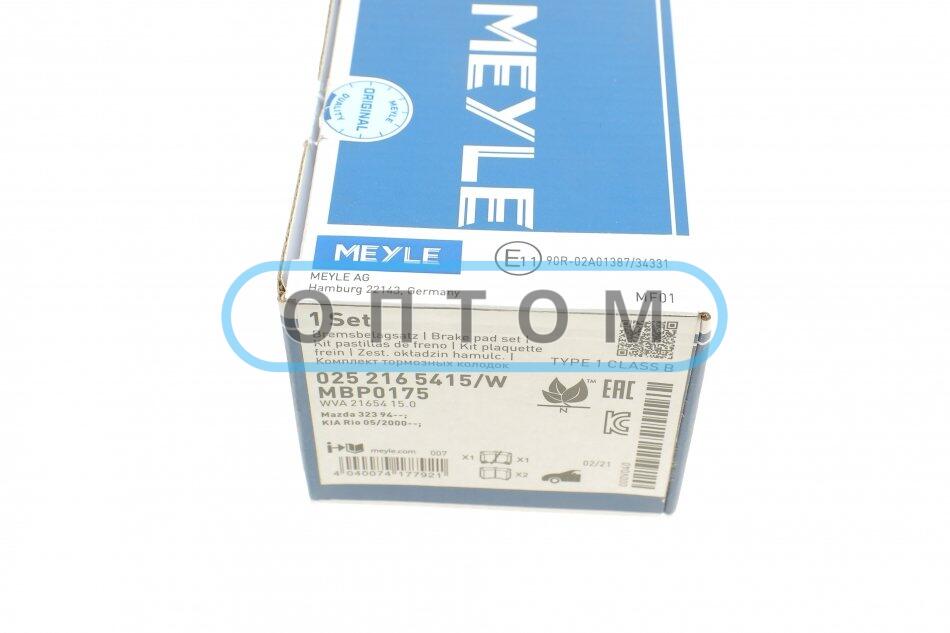 MEYLE
MEYLE
ORIGINAL
QUALITY
MEYLE
E11 90R-02A01387/34331
MEYLE AG
Hamburg 22143, Germany
MF01
ОПТОМ
1 Set
Bremsbelagsatz | Brake pad set |
Kit pastillas de freno | Kit plaquette
frein | Zest. okładzin hamulc. |
Комплект тормозных колодок
TYPE 1 CLASS B
025 216 5415/W
MBP0175
WVA 21654 15.0
Mazda 323 94--;
KIA Rio 05/2000--;
TM
N
EAC
meyle.com 007
X1 X1
X2
02/21
4 040074 177921